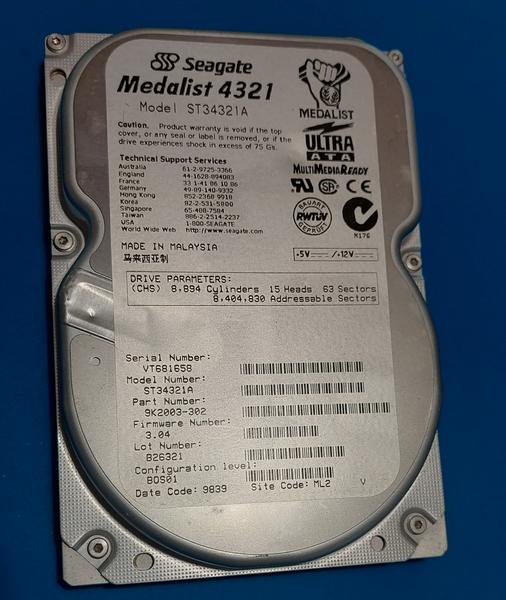 Seagate
Medalist 4321
Model ST34321A
MEDALIST
Caution. Product warranty is void if the top
cover, or any seal or label is removed, or if the
drive experiences shock in excess of 75 Gs.
ULTRA
ATA
MULTIMEDIA READY
Technical Support Services
Australia 61-2-9725-3366
England 44-1628-894083
France 33 1-41 86 10 86
Germany 49-89-140-9332
Hong Kong 852-2368 9918
Korea 82-2-531-5800
Singapore 65-488-7584
Taiwan 886-2-2514-2237
USA 1-800-SEAGATE
World Wide Web http://www.seagate.com
CE
BAUART
RWTÜV
GEPRÜFT
N176
MADE IN MALAYSIA
马来西亚制
+5V /+12V
DRIVE PARAMETERS:
(CHS) 8,894 Cylinders 15 Heads 63 Sectors
8,404,830 Addressable Sectors
Serial Number:
VT681658
Model Number:
ST34321A
Part Number:
9K2003-302
Firmware Number:
3.04
Lot Number:
B26321
Configuration level:
BOS01
Date Code: 9839 Site Code: ML2 V